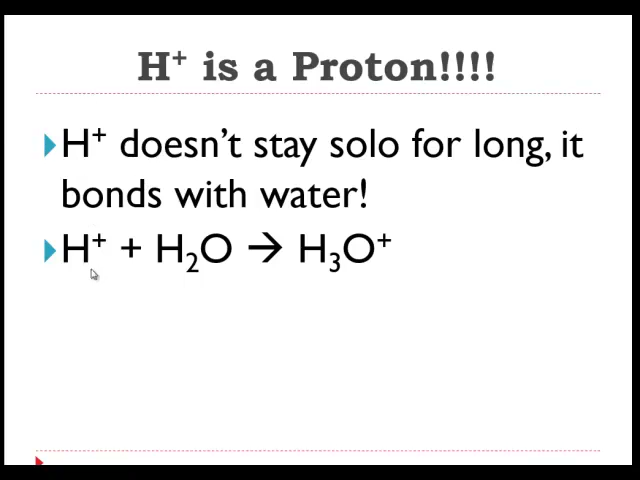 H⁺ is a Proton!!!!
H⁺ doesn't stay solo for long, it
bonds with water!
H⁺ + H₂O → H₃O⁺